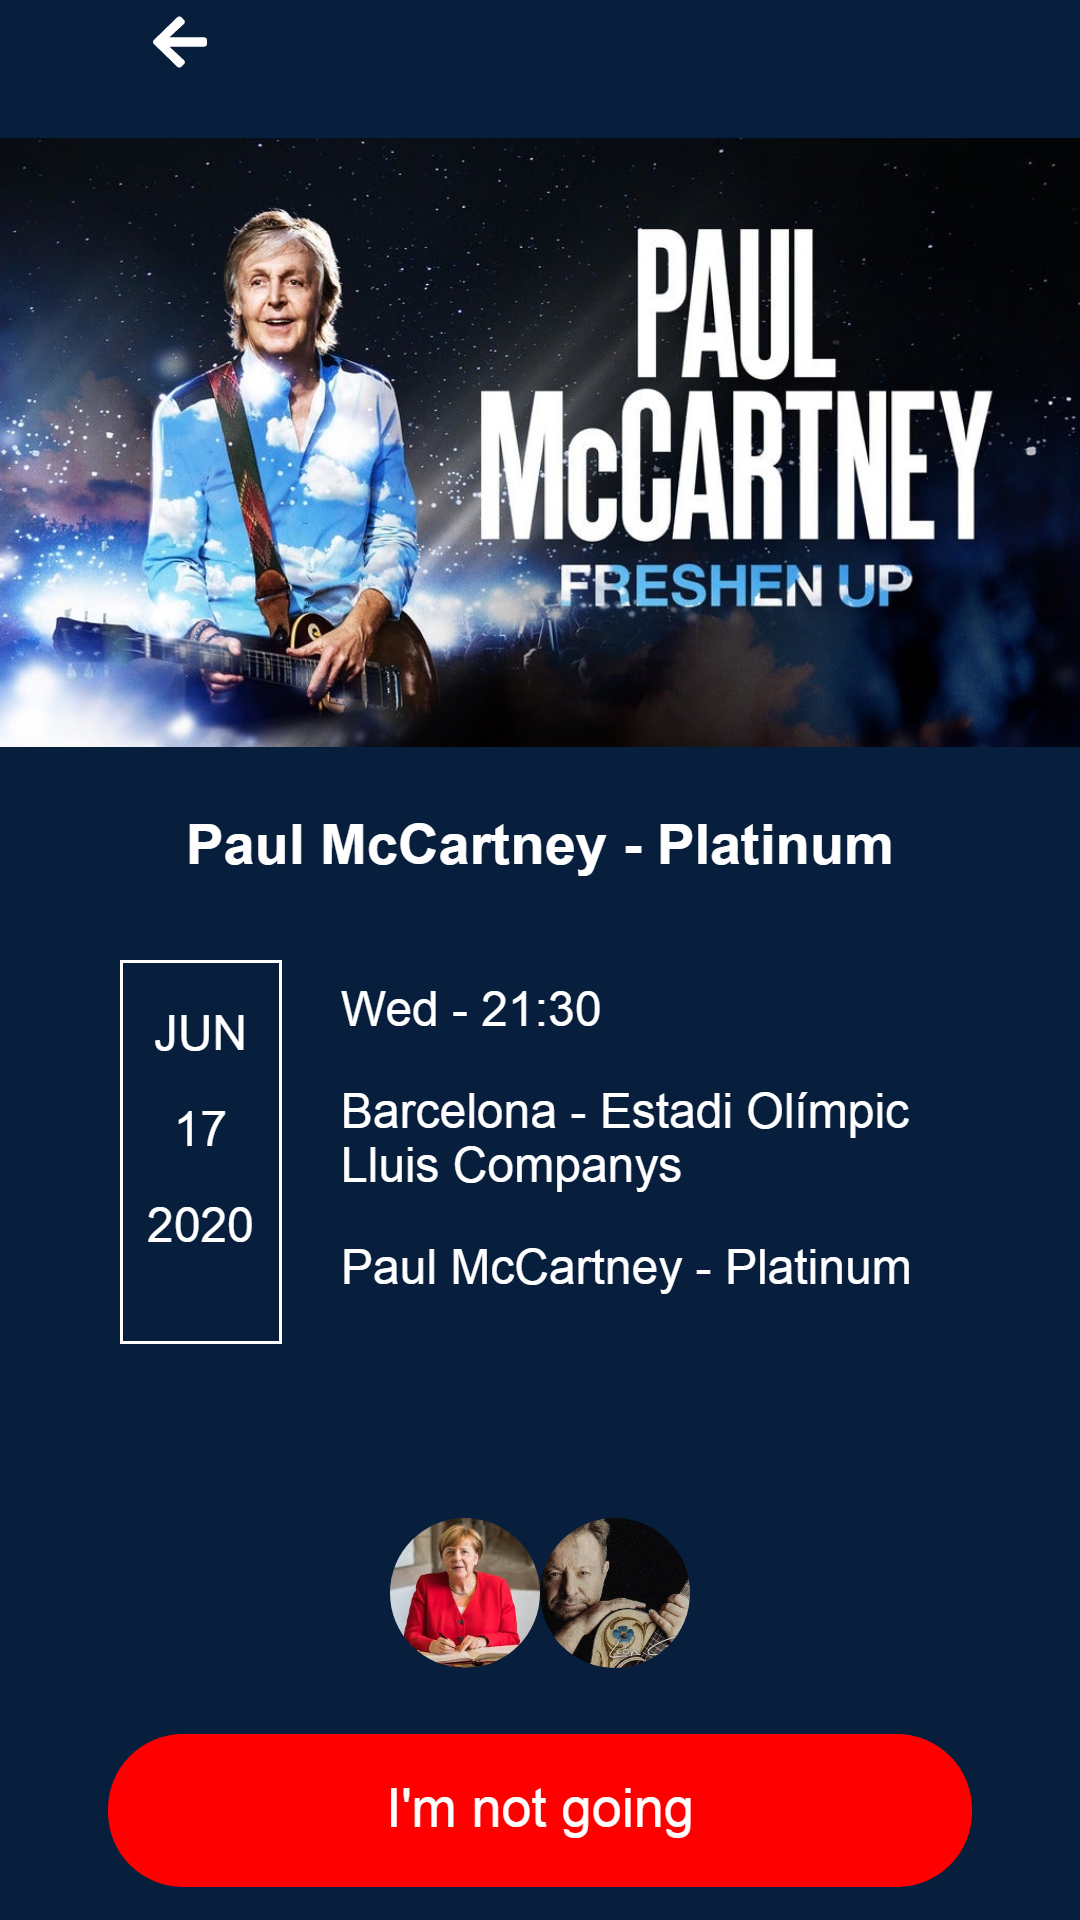 PAUL
McCARTNEY
FRESHEN UP
Paul McCartney - Platinum
JUN
17
2020
Wed - 21:30
Barcelona - Estadi Olímpic
Lluis Companys
Paul McCartney - Platinum
I'm not going